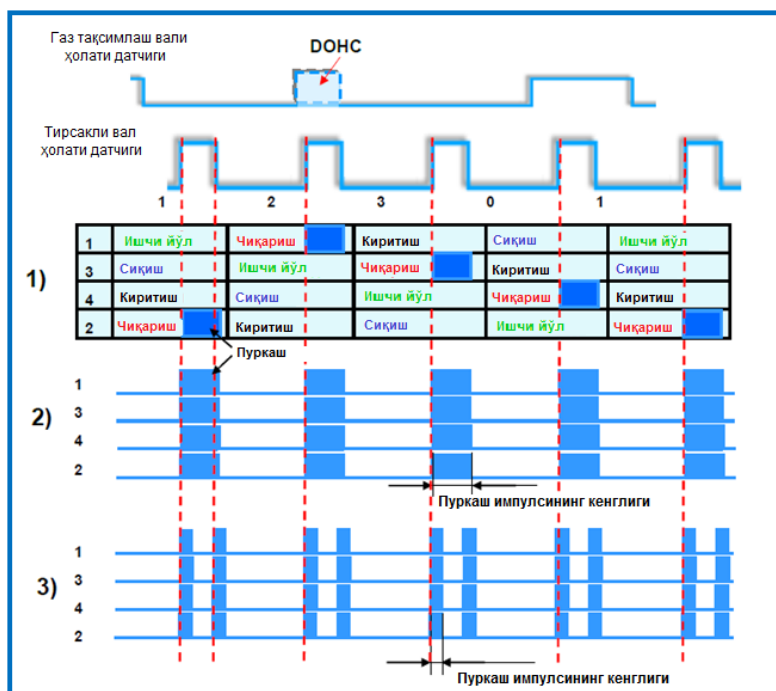 Газ тақсимлаш вали
ҳолати датчиги
DOHC
Тирсакли вал
ҳолати датчиги
1 2 3 0 1
1)
1 Ишчи йўл Чиқариш Киритиш Сиқиш Ишчи йўл
3 Сиқиш Ишчи йўл Чиқариш Киритиш Сиқиш
4 Киритиш Сиқиш Ишчи йўл Чиқариш Киритиш
2 Чиқариш Киритиш Сиқиш Ишчи йўл Чиқариш
Пуркаш
2)
1
3
4
2
Пуркаш импулсининг кенглиги
3)
1
3
4
2
Пуркаш импулсининг кенглиги